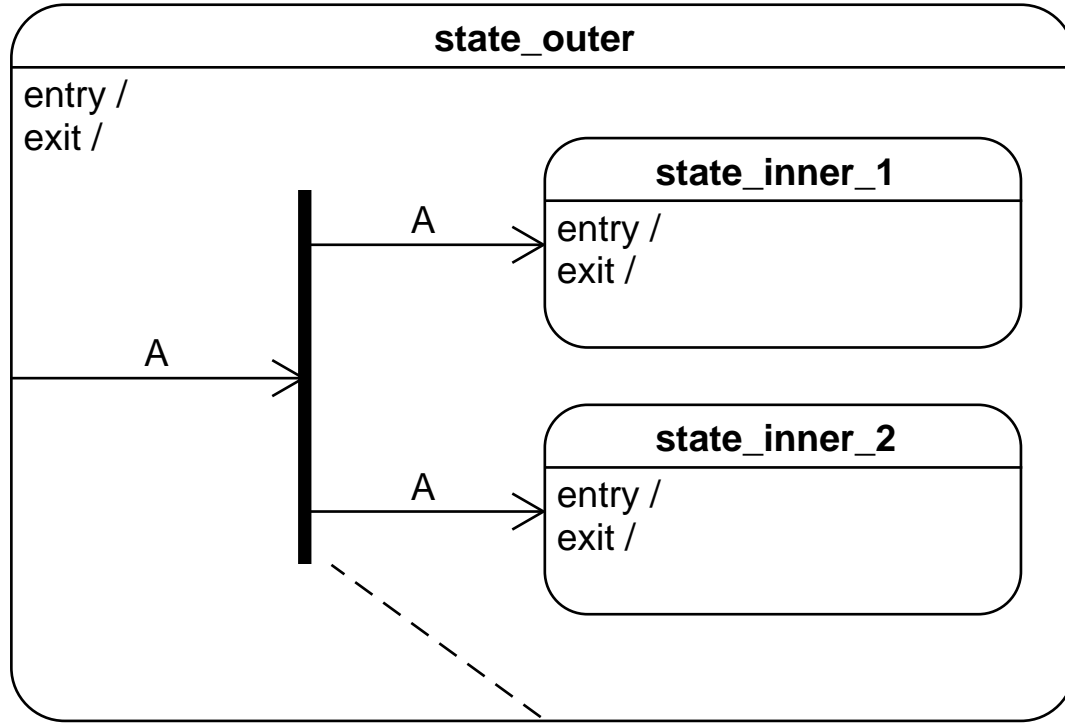 state_outer
entry /
exit /
state_inner_1
A
entry /
exit /
A
state_inner_2
A
entry /
exit /